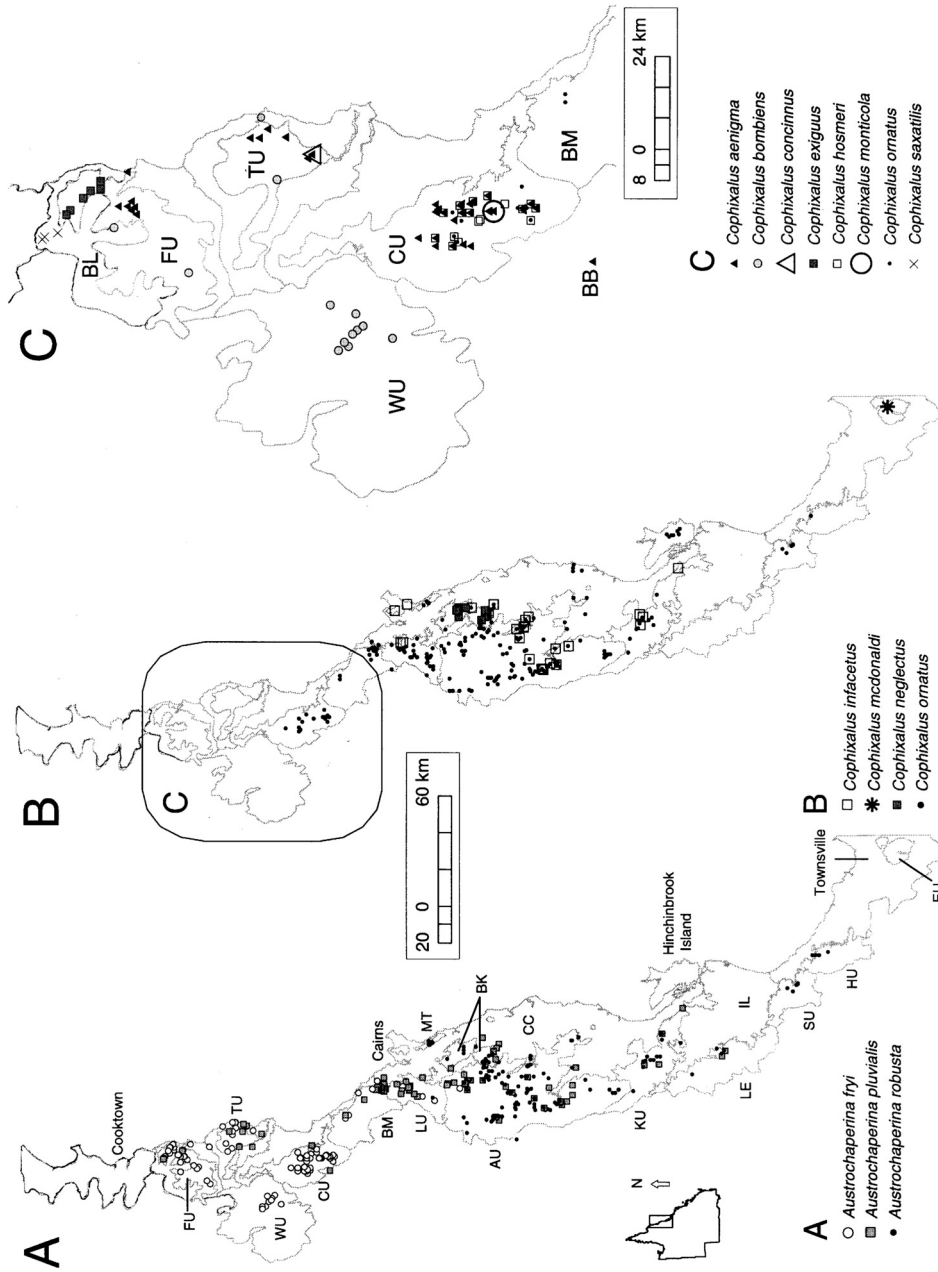 A
Cooktown
FU
TU
WU
CU
Cairns
BM
MT
LU
BK
AU
CC
KU
Hinchinbrook
Island
IL
LE
SU
HU
Townsville
EU
N
A
Austrochaperina fryi
Austrochaperina pluvialis
Austrochaperina robusta
20 0 60 km
B
C
B
Cophixalus infacetus
Cophixalus mcdonaldi
Cophixalus neglectus
Cophixalus ornatus
C
BL
FU
TU
WU
CU
BB
BM
8 0 24 km
C
Cophixalus aenigma
Cophixalus bombiens
Cophixalus concinnus
Cophixalus exiguus
Cophixalus hosmeri
Cophixalus monticola
Cophixalus ornatus
Cophixalus saxatilis